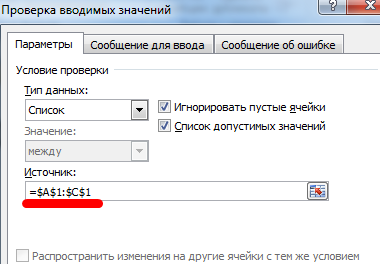 Проверка вводимых значений
Параметры Сообщение для ввода Сообщение об ошибке
Условие проверки
Тип данных:
Список
Игнорировать пустые ячейки
Список допустимых значений
Значение:
между
Источник:
=$A$1:$C$1
Распространить изменения на другие ячейки с тем же условием